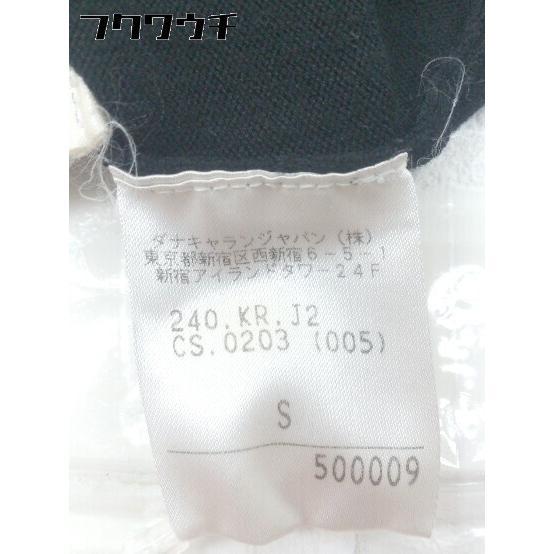 フクウウチ
ダナキャランジャパン（株）
東京都新宿区西新宿6-5-1
新宿アイランドタワー24F
240.KR.J2
CS.0203 (005)
S
500009